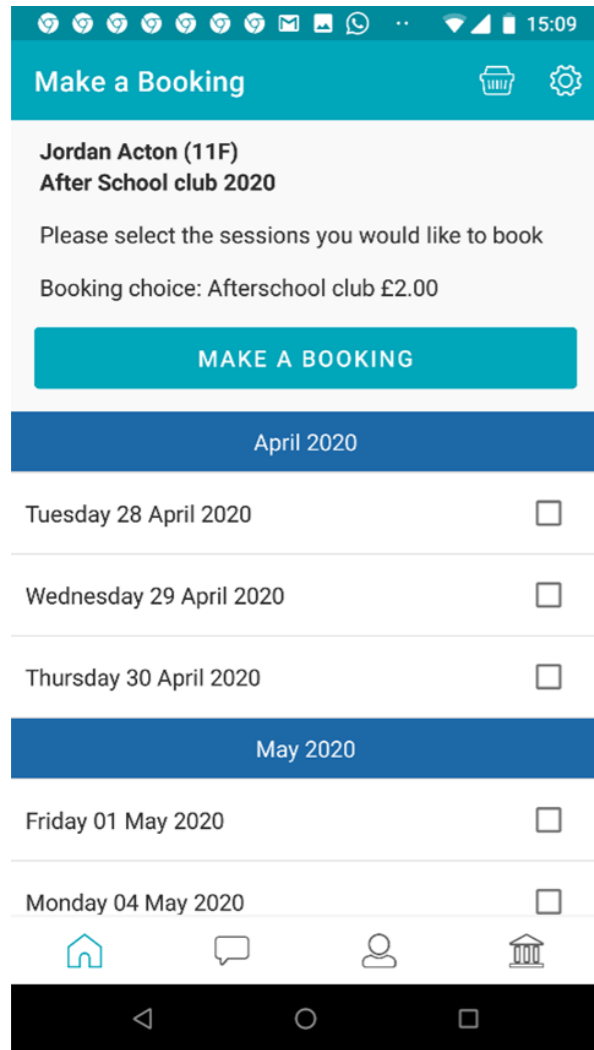 15:09
Make a Booking
Jordan Acton (11F)
After School club 2020
Please select the sessions you would like to book
Booking choice: Afterschool club £2.00
MAKE A BOOKING
April 2020
Tuesday 28 April 2020
Wednesday 29 April 2020
Thursday 30 April 2020
May 2020
Friday 01 May 2020
Monday 04 May 2020